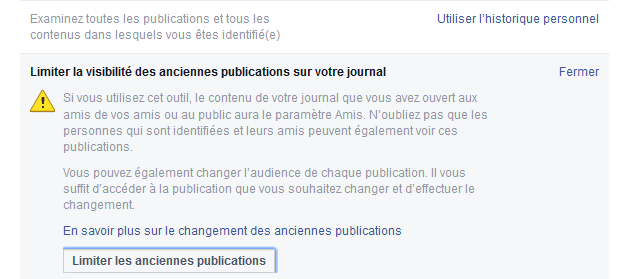 Examinez toutes les publications et tous les
contenus dans lesquels vous êtes identifié(e)
Utiliser l'historique personnel
Limiter la visibilité des anciennes publications sur votre journal
Fermer
Si vous utilisez cet outil, le contenu de votre journal que vous avez ouvert aux
amis de vos amis ou au public aura le paramètre Amis. N'oubliez pas que les
personnes qui sont identifiées et leurs amis peuvent également voir ces
publications.
Vous pouvez également changer l'audience de chaque publication. Il vous
suffit d'accéder à la publication que vous souhaitez changer et d'effectuer le
changement.
En savoir plus sur le changement des anciennes publications
Limiter les anciennes publications